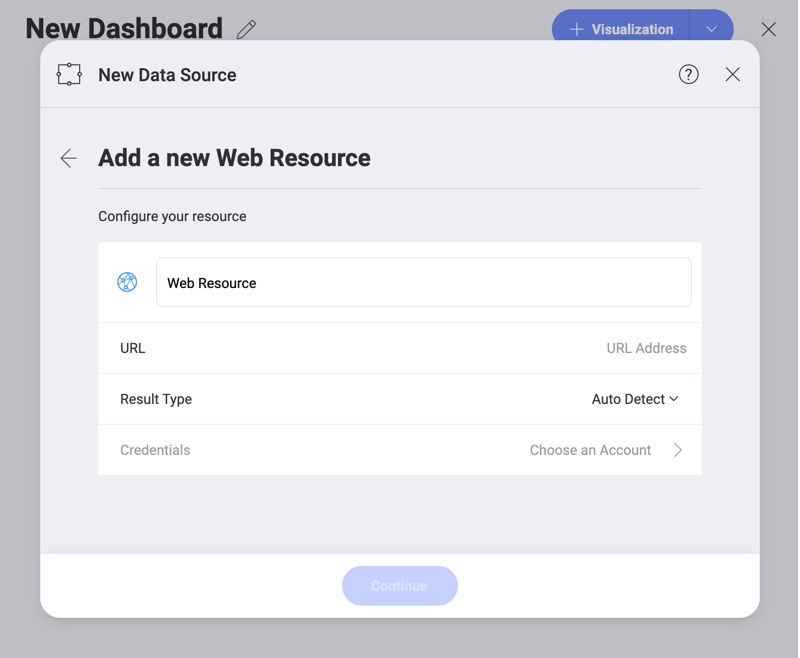 New Dashboard
Visualization
New Data Source
?
Add a new Web Resource
Configure your resource
Web Resource
URL
URL Address
Result Type
Auto Detect
Credentials
Choose an Account
Continue